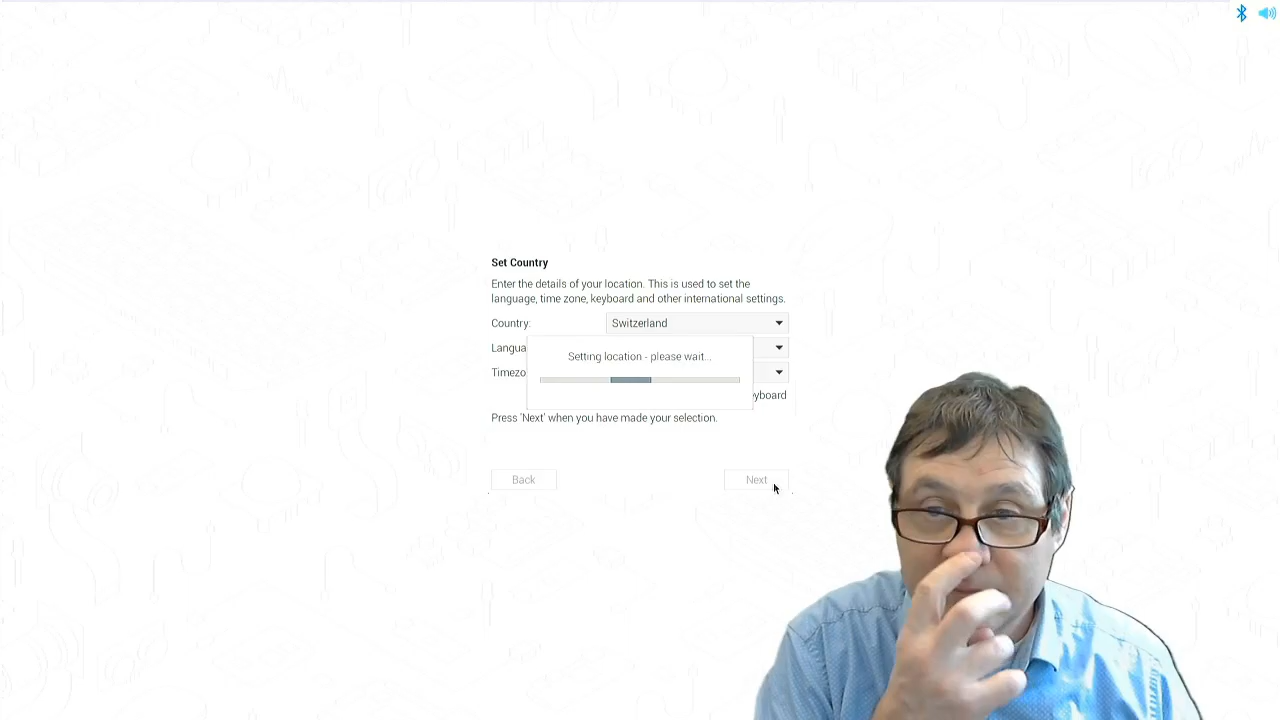 Set Country
Enter the details of your location. This is used to set the
language, time zone, keyboard and other international settings.
Country: Switzerland
Langua
Setting location - please wait...
Timezo
yboard
Press 'Next' when you have made your selection.
Back Next